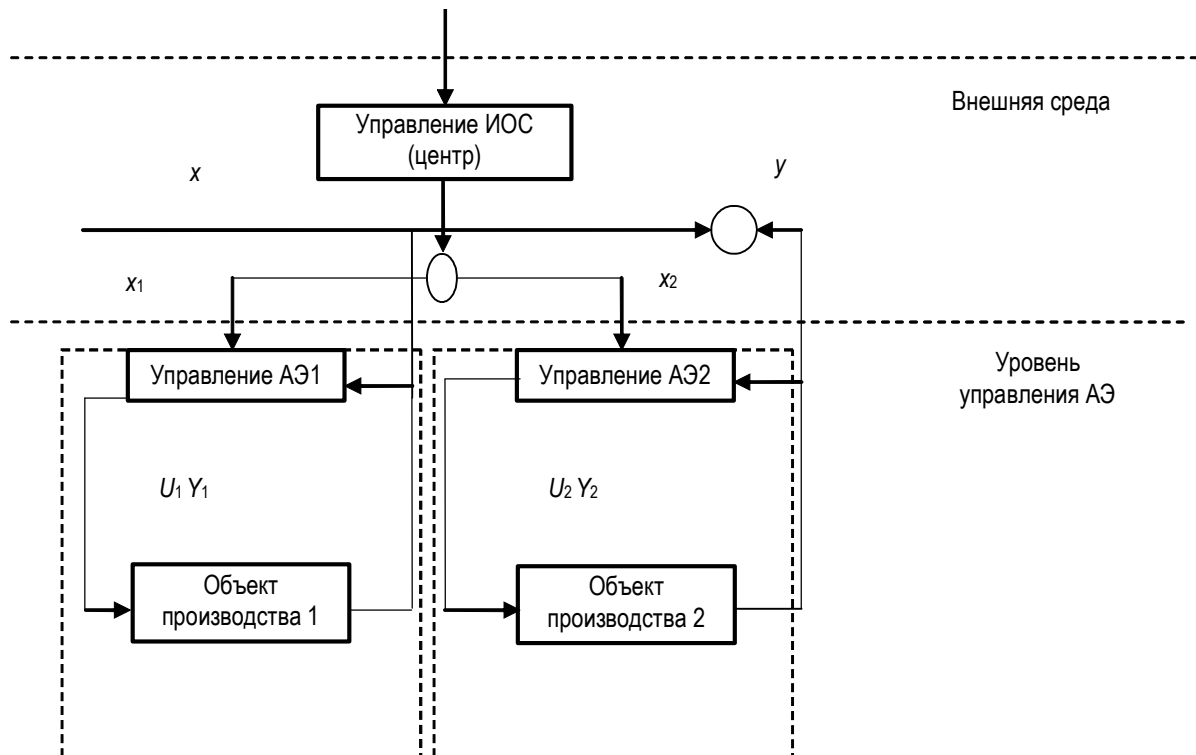 Внешняя среда
Управление ИОС
(центр)
x
y
x1
x2
Управление АЭ1
Управление АЭ2
Уровень
управления АЭ
U1 Y1
U2 Y2
Объект
производства 1
Объект
производства 2